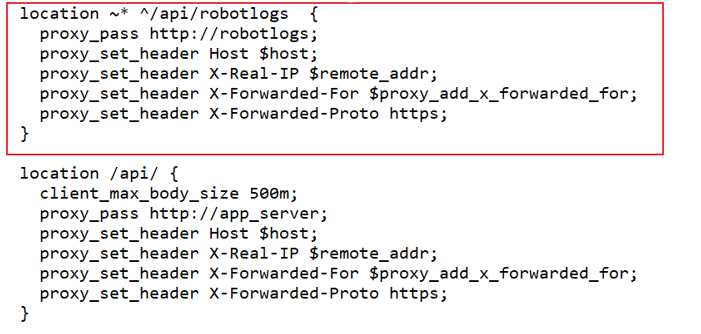 location ~* ^/api/robotlogs  {
  proxy_pass http://robotlogs;
  proxy_set_header Host $host;
  proxy_set_header X-Real-IP $remote_addr;
  proxy_set_header X-Forwarded-For $proxy_add_x_forwarded_for;
  proxy_set_header X-Forwarded-Proto https;
}
location /api/ {
  client_max_body_size 500m;
  proxy_pass http://app_server;
  proxy_set_header Host $host;
  proxy_set_header X-Real-IP $remote_addr;
  proxy_set_header X-Forwarded-For $proxy_add_x_forwarded_for;
  proxy_set_header X-Forwarded-Proto https;
}